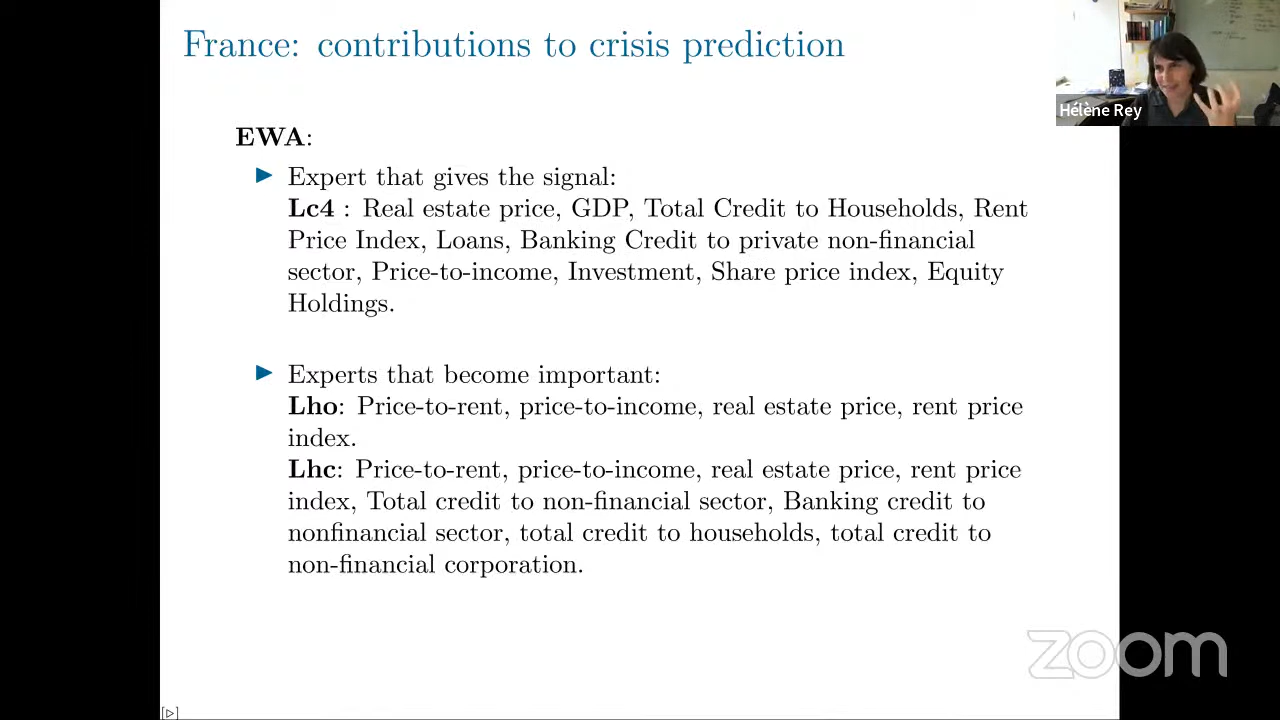 France: contributions to crisis prediction
Hélène Rey
EWA:
Expert that gives the signal:
Lc4 : Real estate price, GDP, Total Credit to Households, Rent
Price Index, Loans, Banking Credit to private non-financial
sector, Price-to-income, Investment, Share price index, Equity
Holdings.
Experts that become important:
Lho: Price-to-rent, price-to-income, real estate price, rent price
index.
Lhc: Price-to-rent, price-to-income, real estate price, rent price
index, Total credit to non-financial sector, Banking credit to
nonfinancial sector, total credit to households, total credit to
non-financial corporation.
zoom